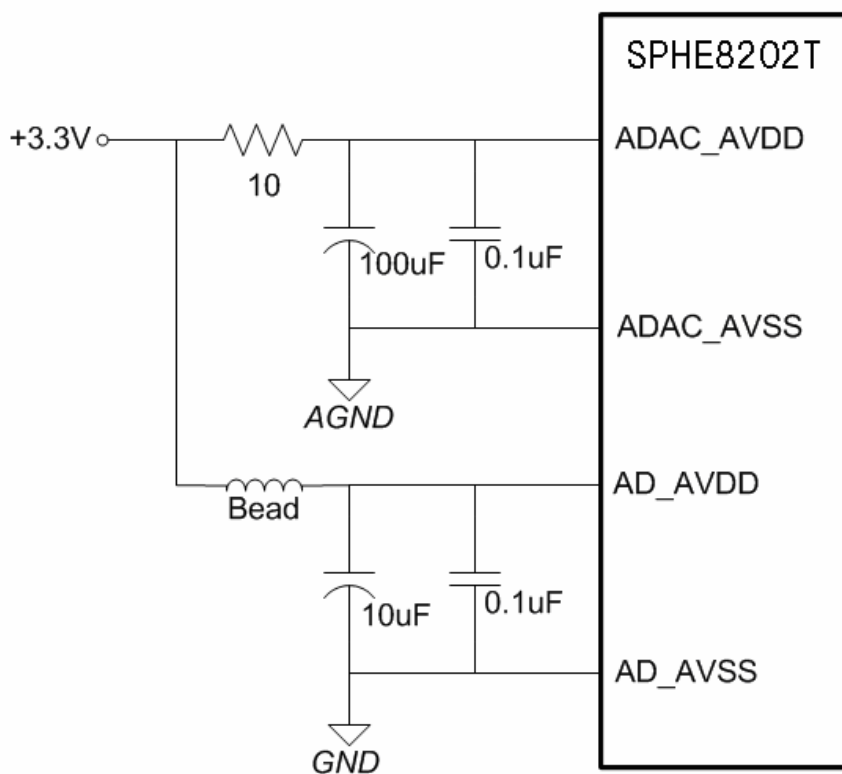 SPHE8202T
+3.3V
10
ADAC_AVDD
100uF
0.1uF
ADAC_AVSS
AGND
Bead
AD_AVDD
10uF
0.1uF
AD_AVSS
GND